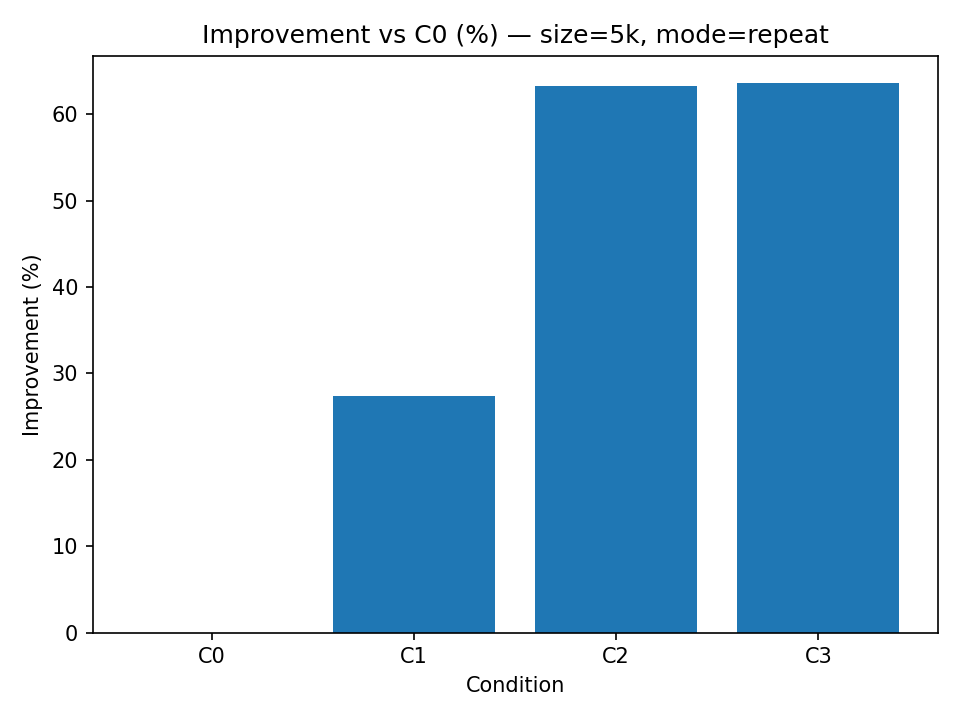 Improvement vs C0 (%) — size=5k, mode=repeat
Improvement (%)
60
50
40
30
20
10
0
C0 C1 C2 C3
Condition